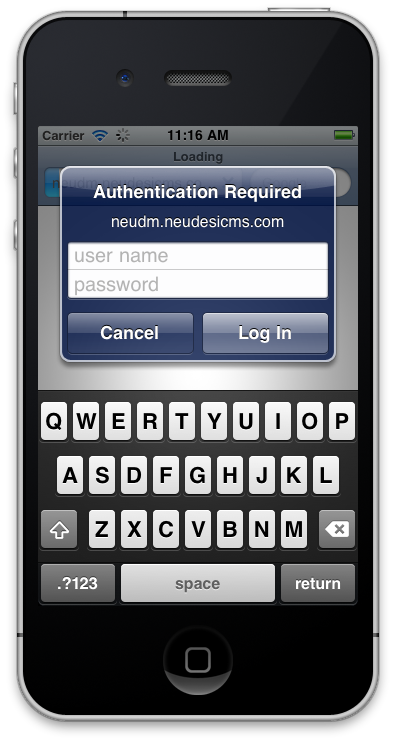 Carrier 11:16 AM
Loading
Authentication Required
neudm.neudesicms.com
user name
password
Cancel Log In
Q W E R T Y U I O P
A S D F G H J K L
Z X C V B N M
.?123 space return